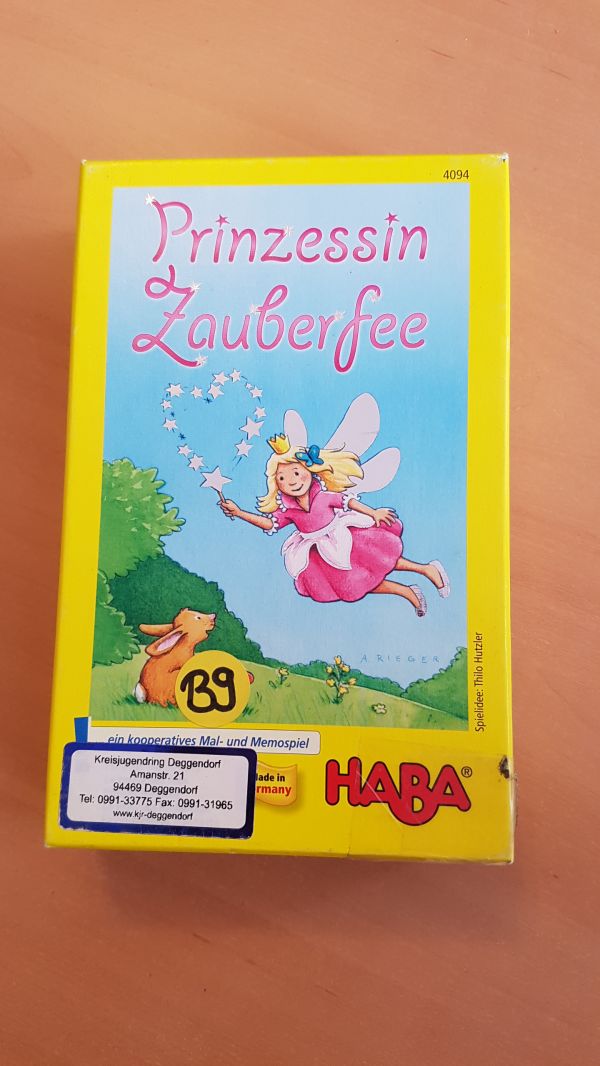 4094
Prinzessin
Zauberfee
A. RIEGER
Spielidee: Thilo Hutzler
139
ein kooperatives Mal- und Memospiel
Kreisjugendring Deggendorf
Amanstr. 21
94469 Deggendorf
Tel: 0991-33775 Fax: 0991-31965
www.kjr-deggendorf
Made in
Germany
HABA®